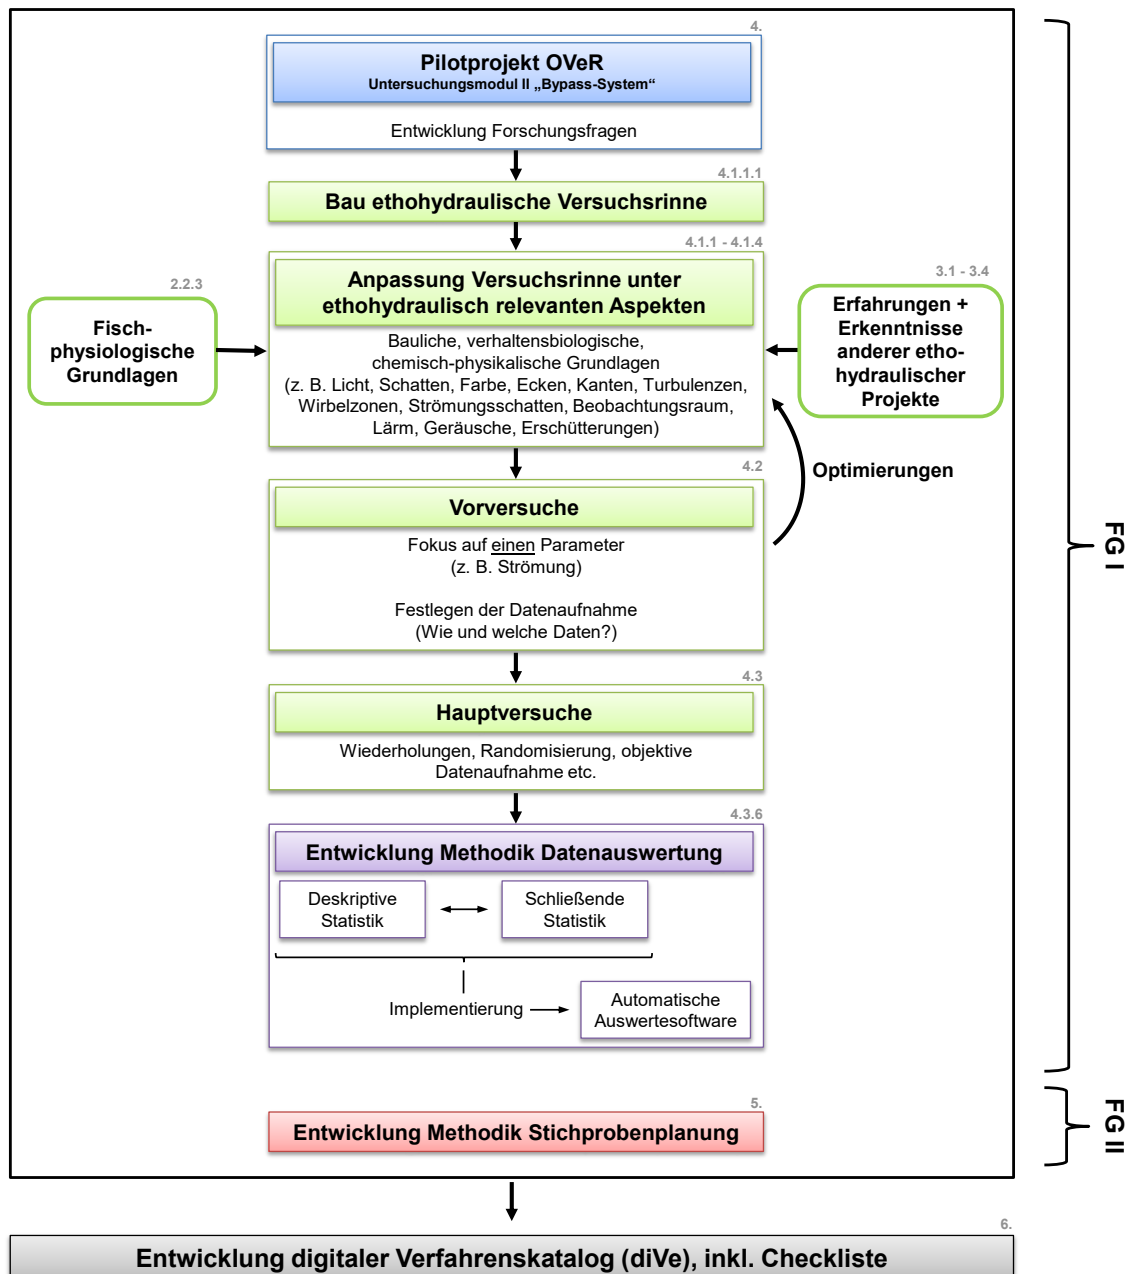 4.
Pilotprojekt OVeR
Untersuchungsmodul II „Bypass-System“
Entwicklung Forschungsfragen
4.1.1.1
Bau ethohydraulische Versuchsrinne
4.1.1 - 4.1.4
Anpassung Versuchsrinne unter
ethohydraulisch relevanten Aspekten
Bauliche, verhaltensbiologische,
chemisch-physikalische Grundlagen
(z. B. Licht, Schatten, Farbe, Ecken, Kanten, Turbulenzen,
Wirbelzonen, Strömungsschatten, Beobachtungsraum,
Lärm, Geräusche, Erschütterungen)
2.2.3
Fisch-
physiologische
Grundlagen
3.1 - 3.4
Erfahrungen +
Erkenntnisse
anderer etho-
hydraulischer
Projekte
Optimierungen
4.2
Vorversuche
Fokus auf einen Parameter
(z. B. Strömung)
Festlegen der Datenaufnahme
(Wie und welche Daten?)
4.3
Hauptversuche
Wiederholungen, Randomisierung, objektive
Datenaufnahme etc.
4.3.6
Entwicklung Methodik Datenauswertung
Deskriptive
Statistik
Schließende
Statistik
Implementierung
Automatische
Auswertesoftware
FG I
5.
Entwicklung Methodik Stichprobenplanung
FG II
6.
Entwicklung digitaler Verfahrenskatalog (diVe), inkl. Checkliste